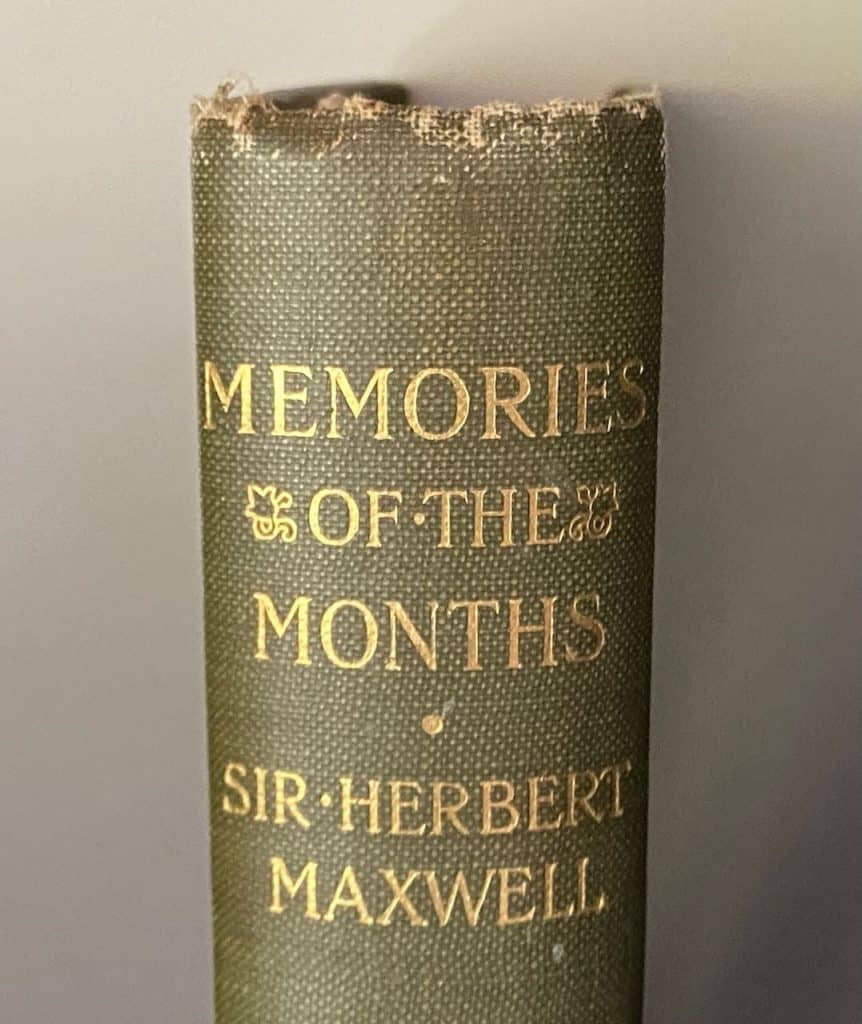 MEMORIES
OF·THE
MONTHS
SIR·HERBERT
MAXWELL